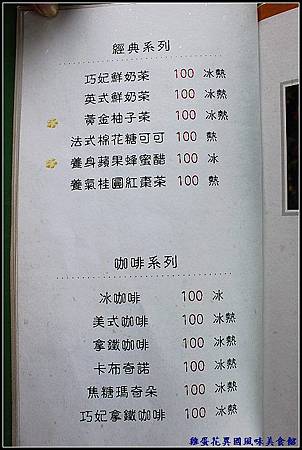 經典系列
巧妃鮮奶茶 100 冰熱
英式鮮奶茶 100 冰熱
黃金柚子茶 100 冰熱
法式棉花糖可可 100 熱
養身蘋果蜂蜜醋 100 冰
養氣桂圓紅棗茶 100 熱
咖啡系列
冰咖啡 100 冰
美式咖啡 100 冰熱
拿鐵咖啡 100 冰熱
卡布奇諾 100 冰熱
焦糖瑪奇朵 100 冰熱
巧妃拿鐵咖啡 100 冰熱
雞蛋花異國風味美食館